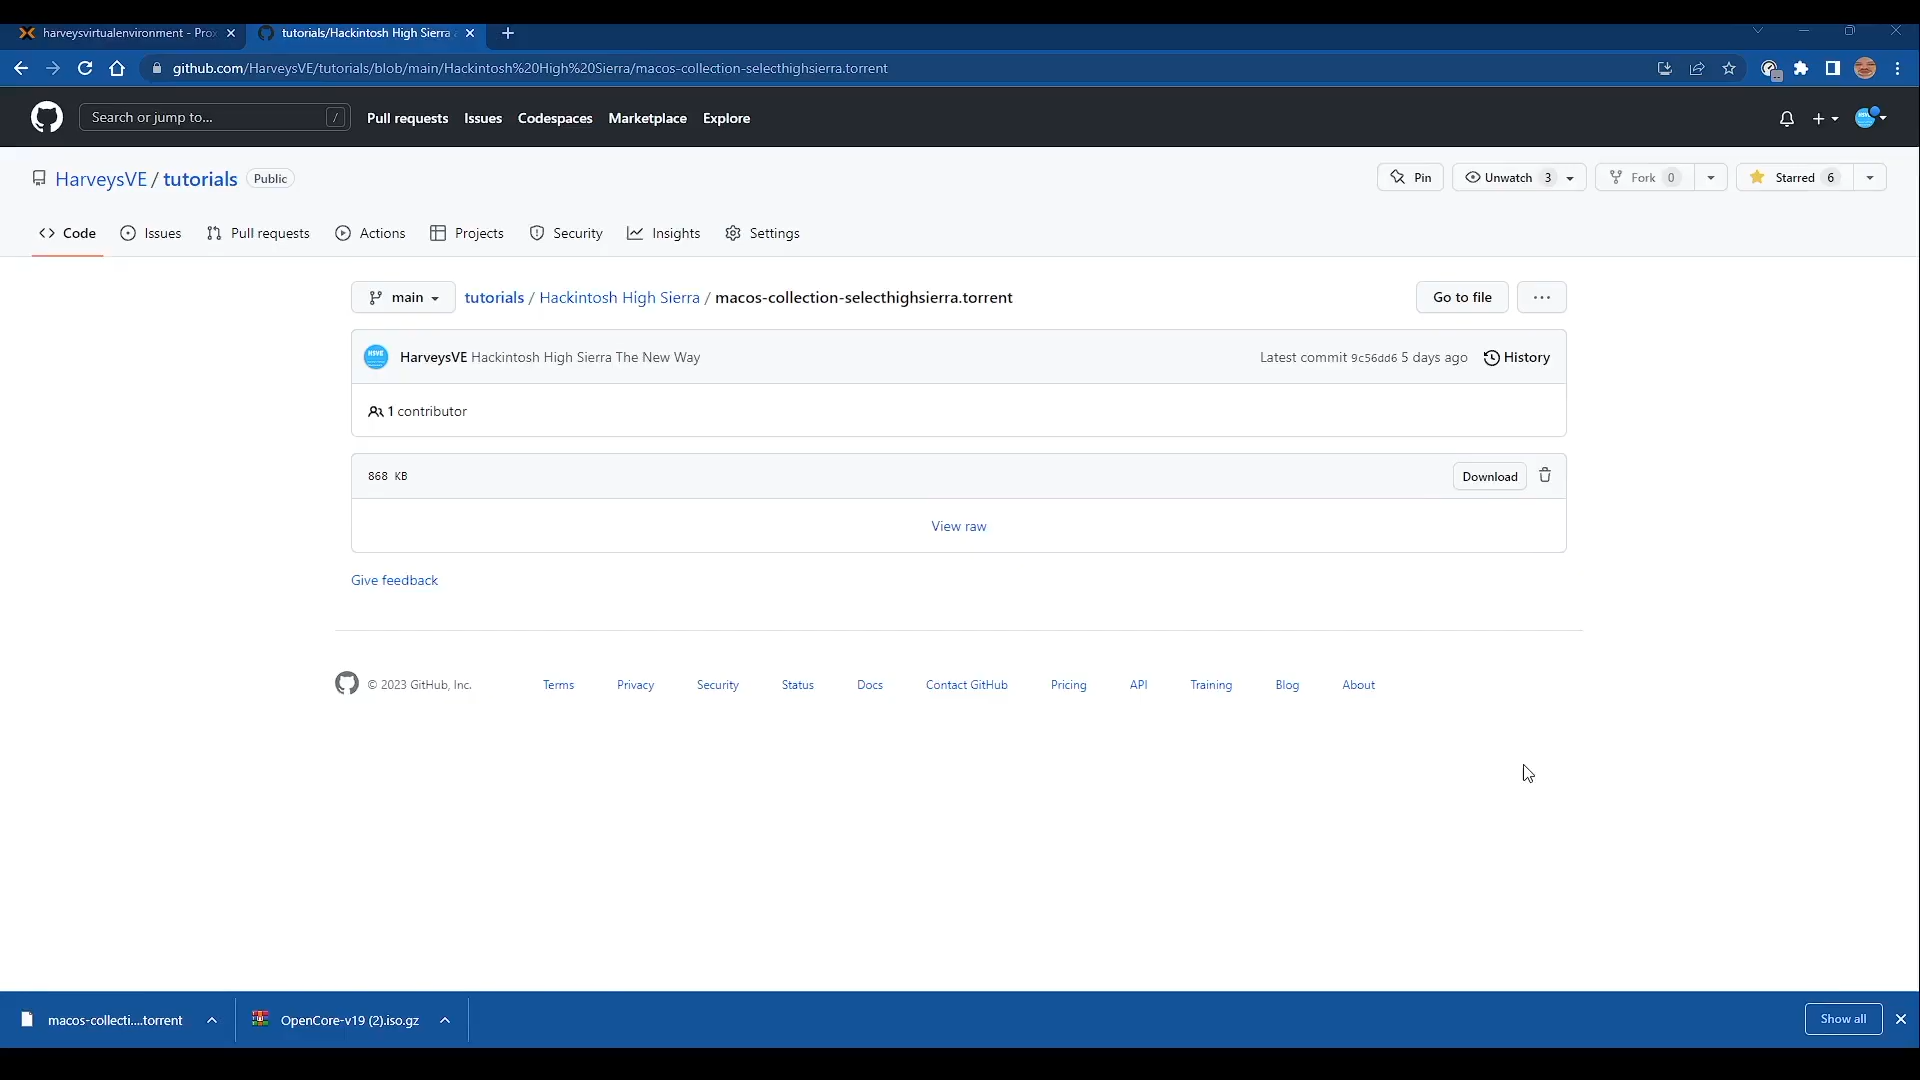 harveysvirtualenvironment - Prox
tutorials/Hackintosh High Sierra a
github.com/HarveysVE/tutorials/blob/main/Hackintosh%20High%20Sierra/macos-collection-selecthighsierra.torrent
Search or jump to... /
Pull requests Issues Codespaces Marketplace Explore
HarveysVE / tutorials Public
Pin Unwatch 3 Fork 0 Starred 6
Code Issues Pull requests Actions Projects Security Insights Settings
main tutorials / Hackintosh High Sierra / macos-collection-selecthighsierra.torrent Go to file ...
HSVE HarveysVE Hackintosh High Sierra The New Way Latest commit 9c56dd6 5 days ago History
1 contributor
868 KB Download
View raw
Give feedback
© 2023 GitHub, Inc. Terms Privacy Security Status Docs Contact GitHub Pricing API Training Blog About
macos-collecti....torrent OpenCore-v19 (2).iso.gz Show all